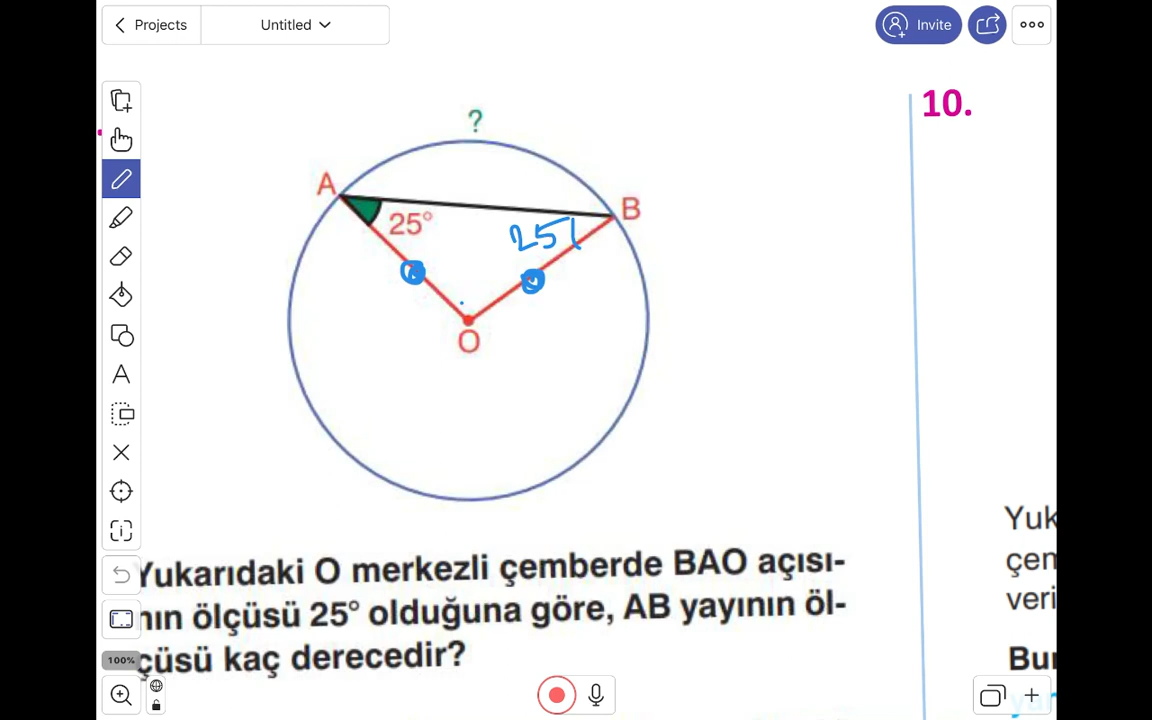 Projects
Untitled
Invite
?
10.
A
B
25°
25
O
A
Yuk
çem
veri
Yukarıdaki O merkezli çemberde BAO açısı-
nın ölçüsü 25° olduğuna göre, AB yayının öl-
çüsü kaç derecedir?
Bur
100%